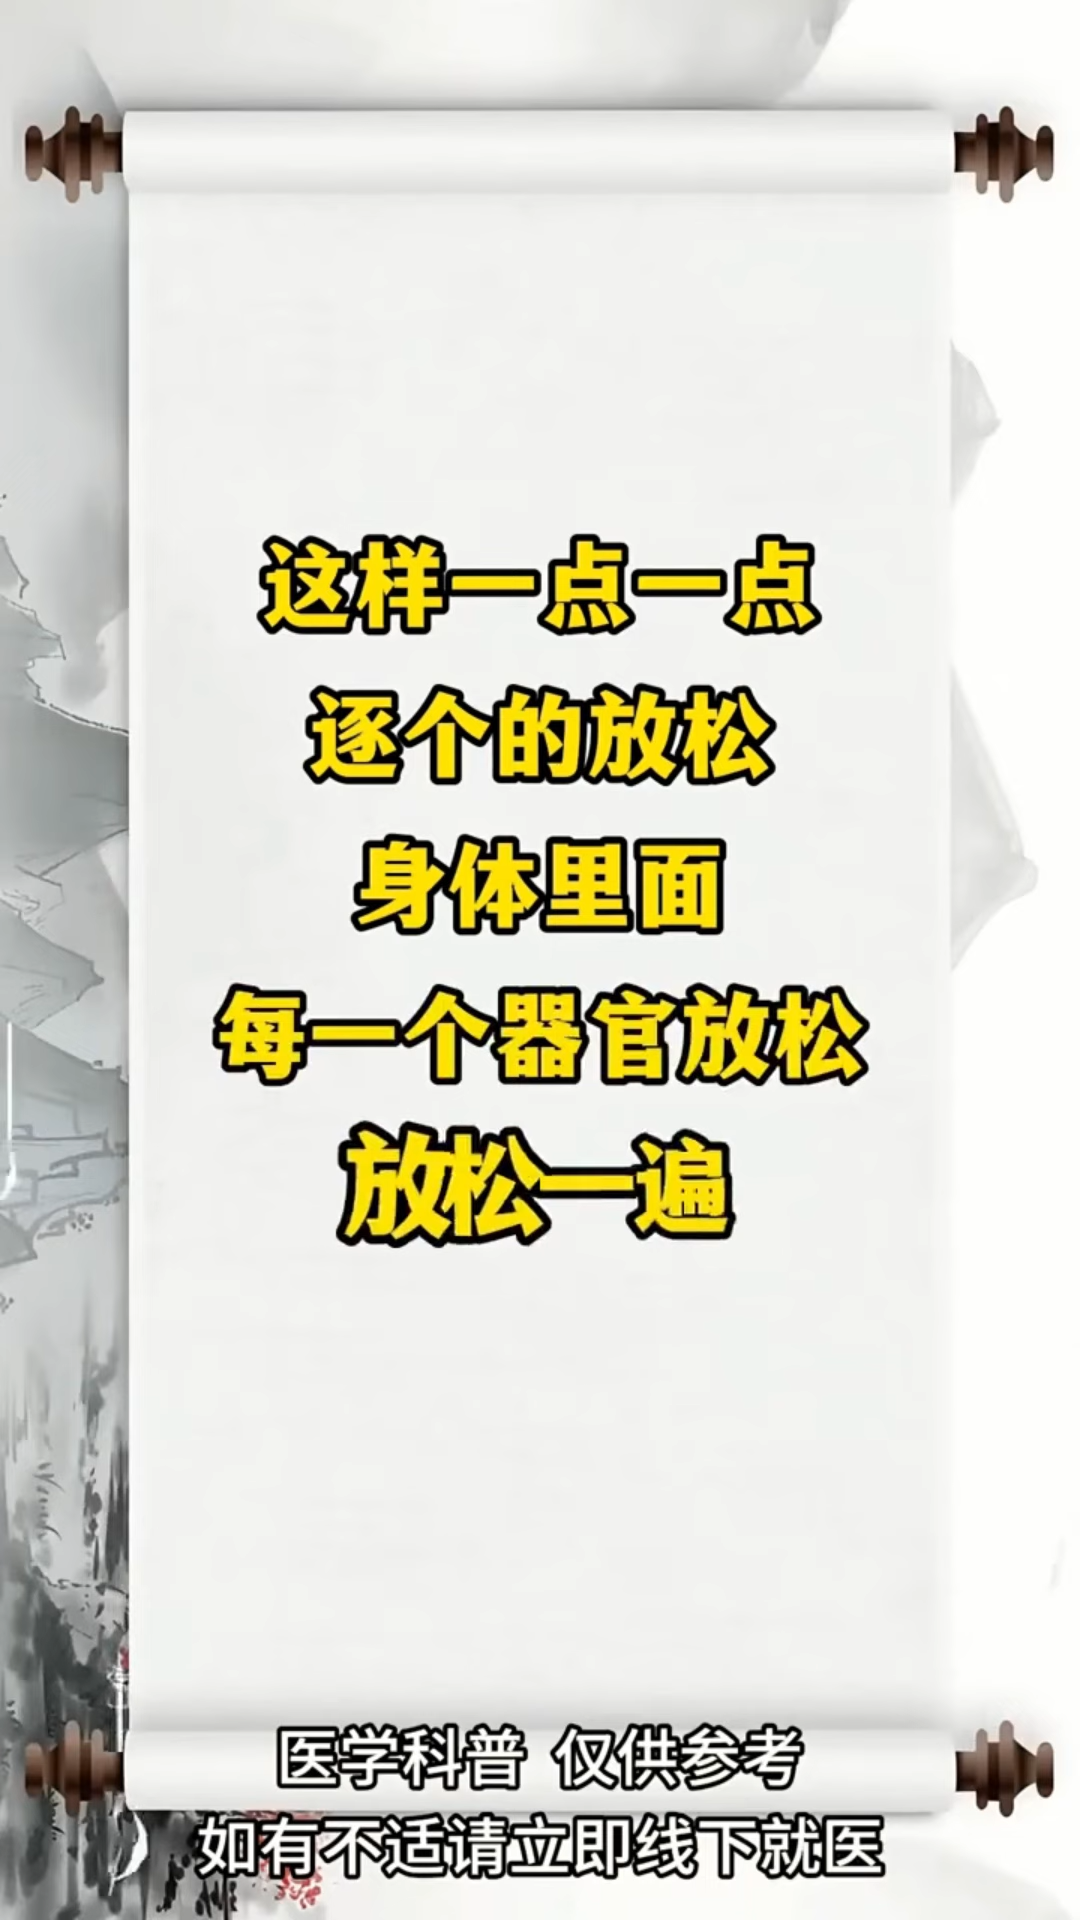 这样一点一点
逐个的放松
身体里面
每一个器官放松
放松一遍
医学科普 仅供参考
如有不适请立即线下就医